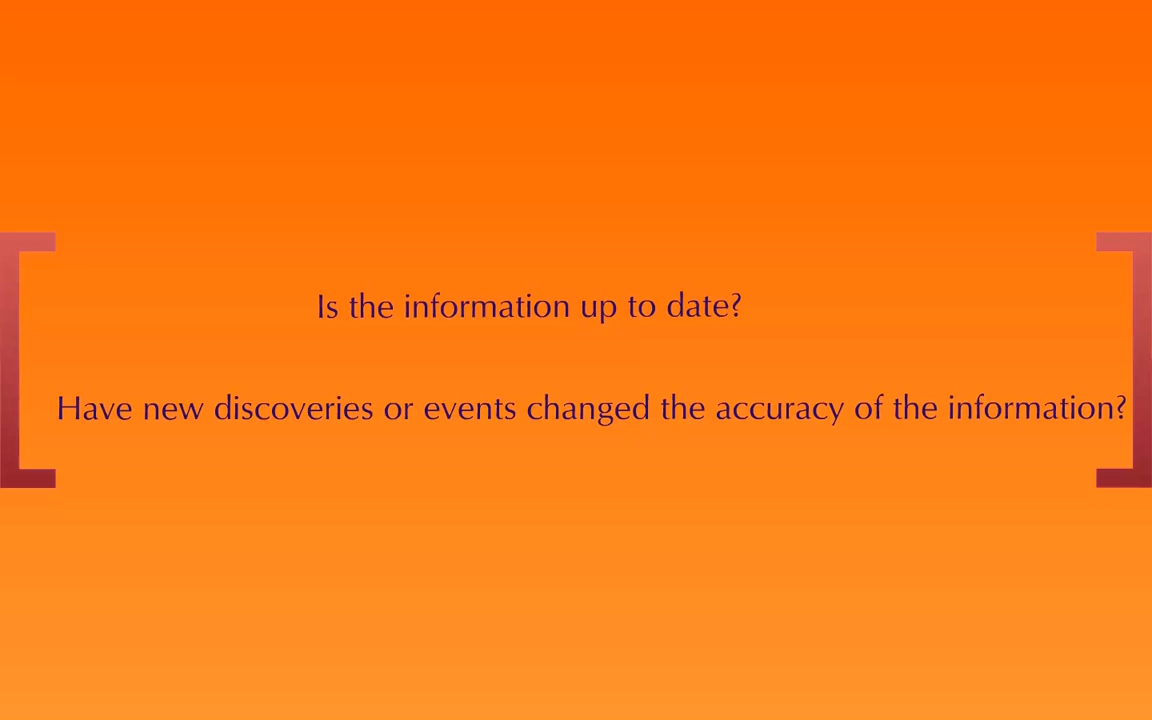 Is the information up to date?
Have new discoveries or events changed the accuracy of the information?